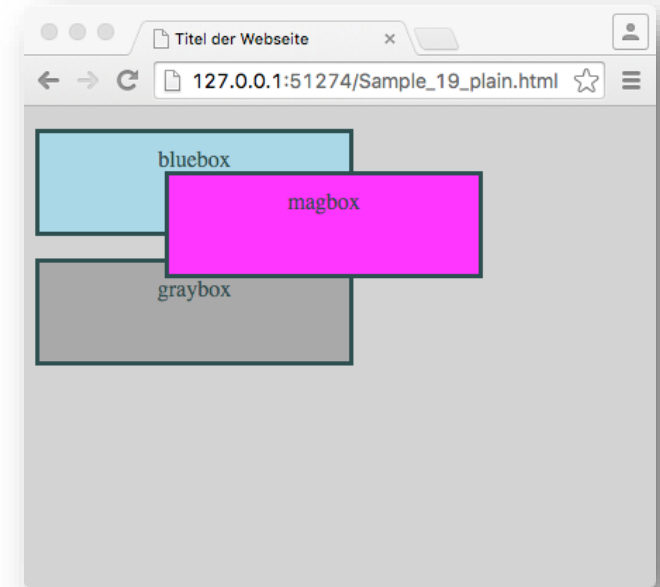 Titel der Webseite
127.0.0.1:51274/Sample_19_plain.html
bluebox
magbox
graybox